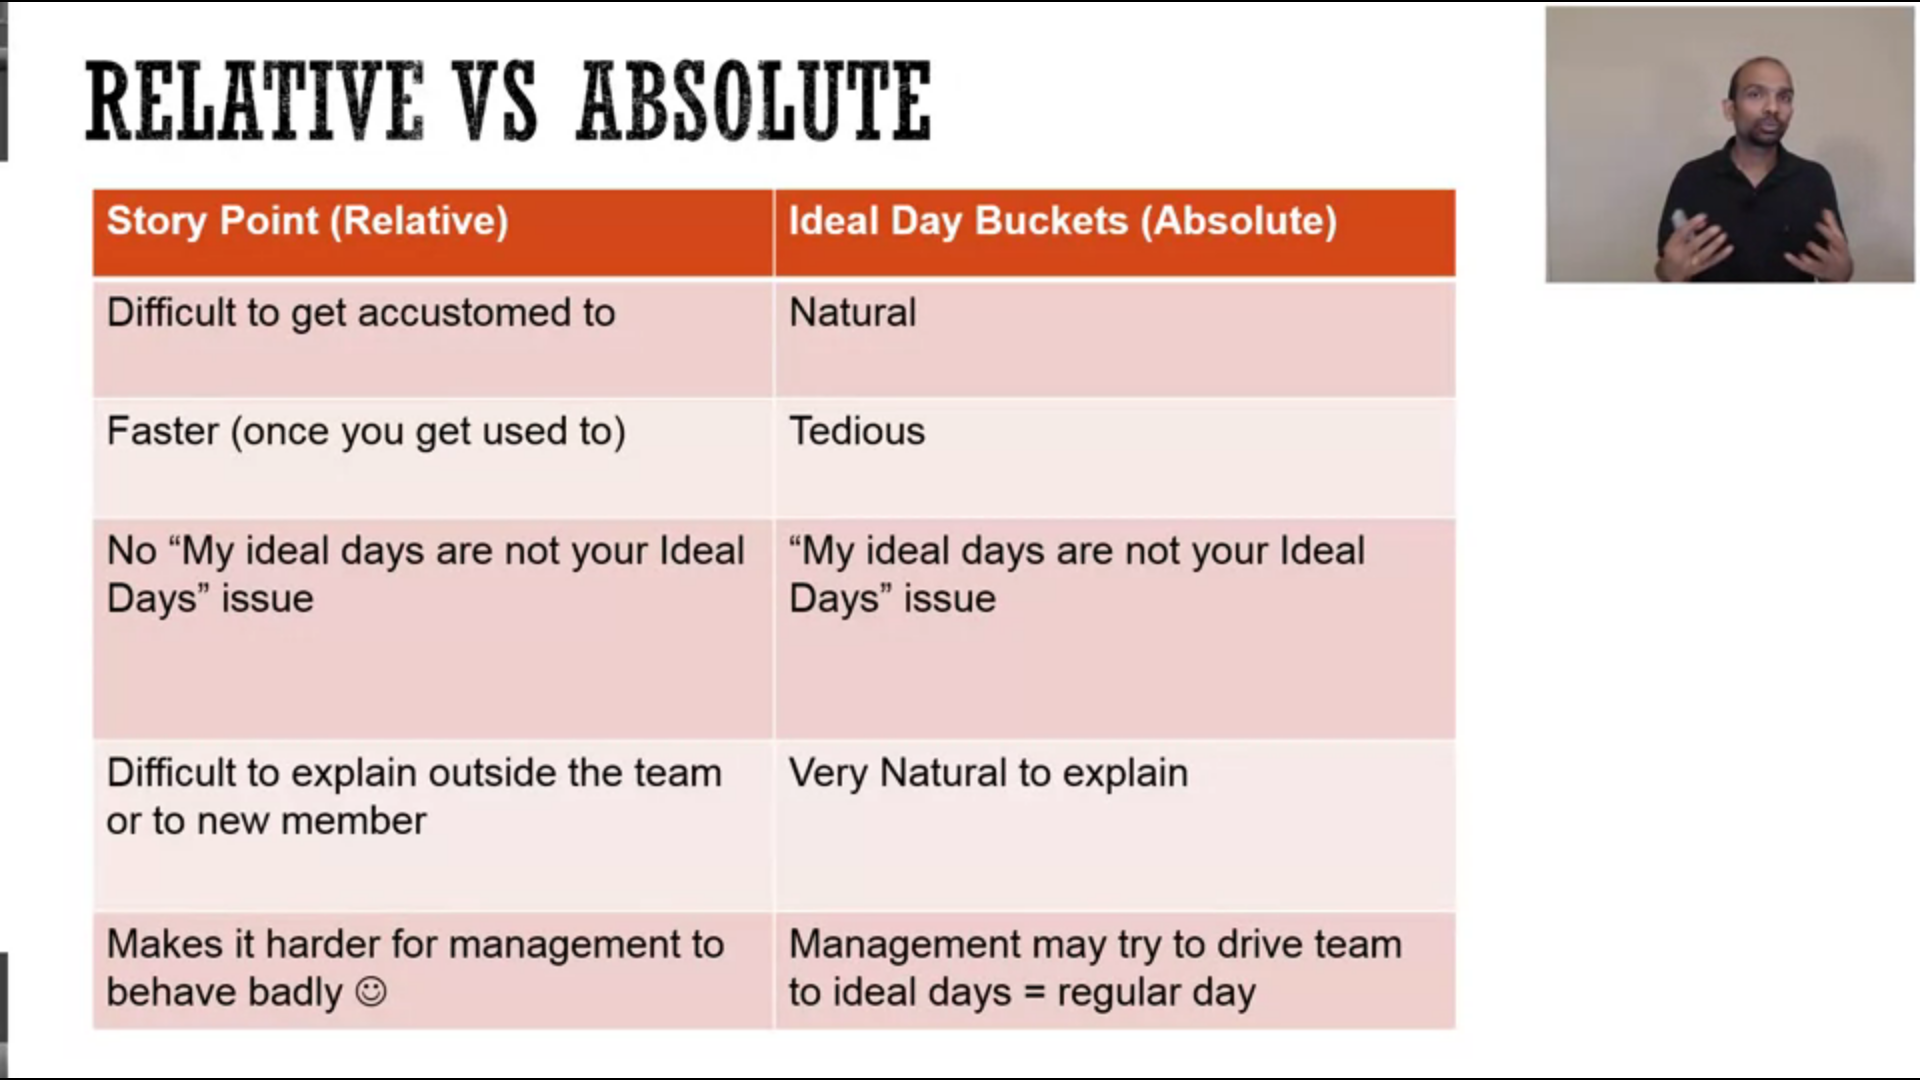 RELATIVE VS ABSOLUTE
Story Point (Relative)
Ideal Day Buckets (Absolute)
Difficult to get accustomed to
Natural
Faster (once you get used to)
Tedious
No “My ideal days are not your Ideal
Days” issue
“My ideal days are not your Ideal
Days” issue
Difficult to explain outside the team
or to new member
Very Natural to explain
Makes it harder for management to
behave badly ☺
Management may try to drive team
to ideal days = regular day